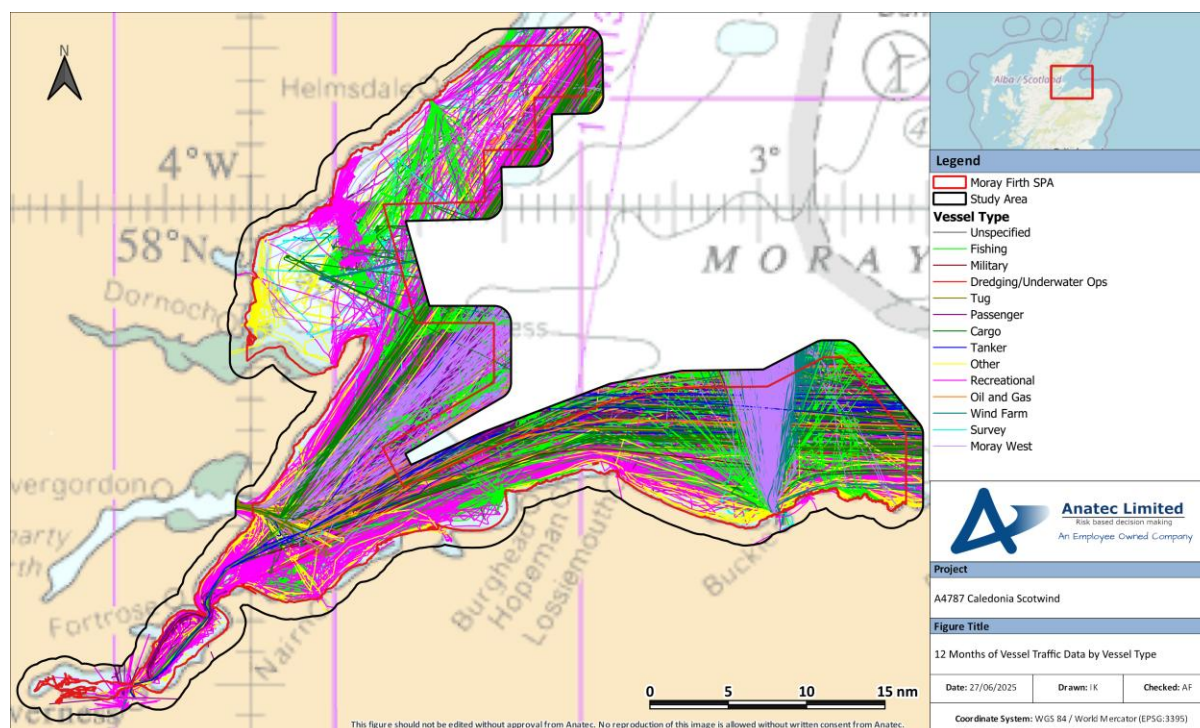 N
Helmsdale
4° W
3°
58° N
MORAY
Dornoch
ness
vergordon
Fortrose
Nairn
Burghead
Hopeman
Lossiemouth
Buckie
verness
0 5 10 15 nm
This figure should not be edited without approval from Anatec. No reproduction of this image is allowed without written consent from Anatec.
Alba / Scotland
Legend
Moray Firth SPA
Study Area
Vessel Type
Unspecified
Fishing
Military
Dredging/Underwater Ops
Tug
Passenger
Cargo
Tanker
Other
Recreational
Oil and Gas
Wind Farm
Survey
Moray West
Anatec Limited
Risk based decision making
An Employee Owned Company
Project
A4787 Caledonia Scotwind
Figure Title
12 Months of Vessel Traffic Data by Vessel Type
Date: 27/06/2025 Drawn: IK Checked: AF
Coordinate System: WGS 84 / World Mercator (EPSG:3395)